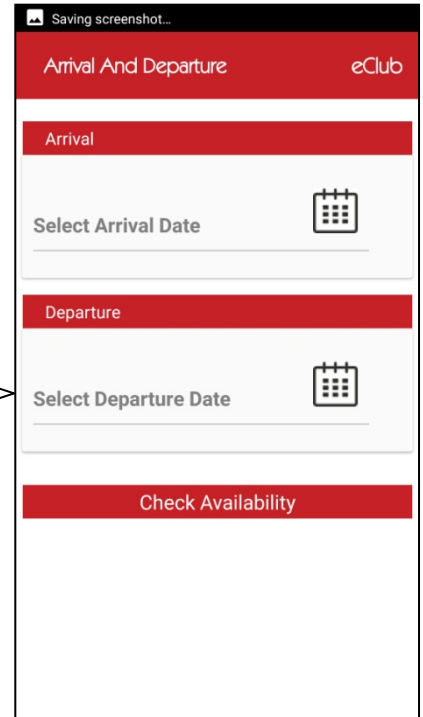 Saving screenshot...
Arrival And Departure eClub
Arrival
Select Arrival Date
Departure
Select Departure Date
Check Availability